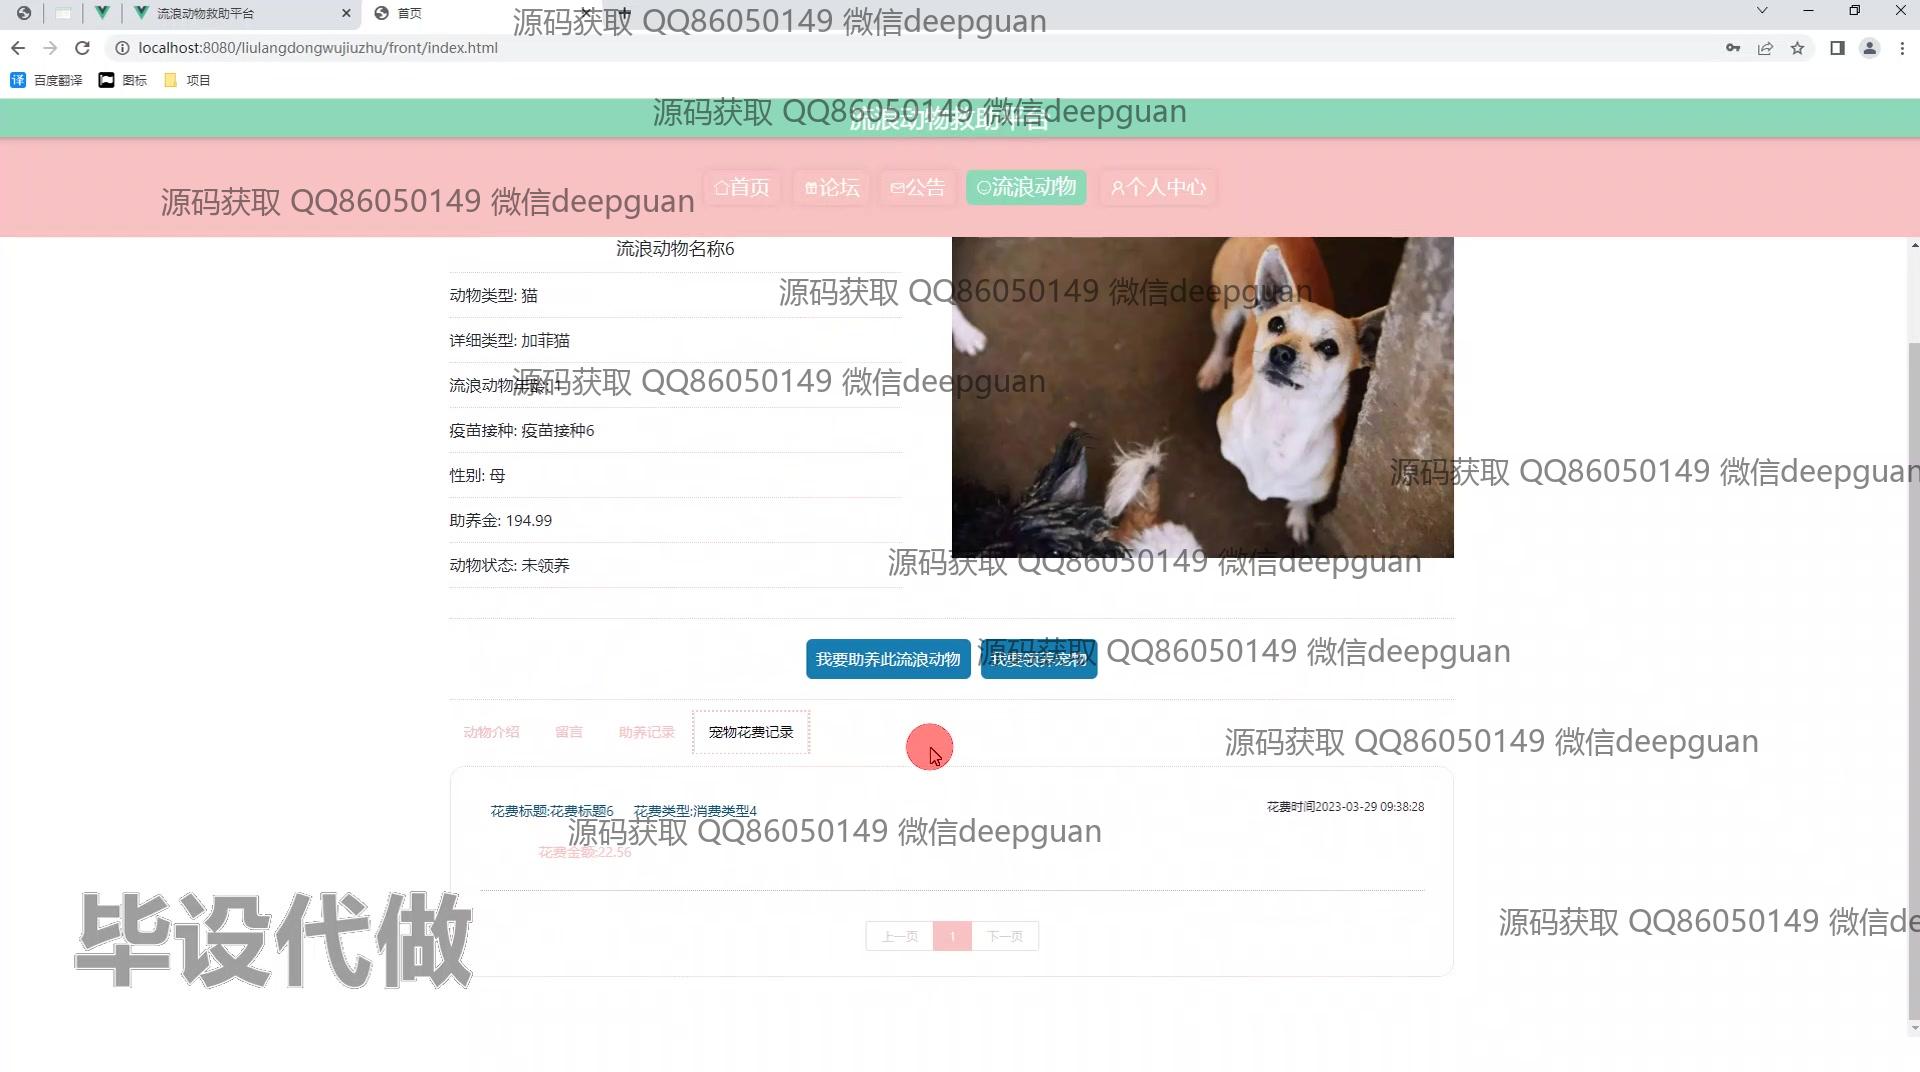 流浪动物救助平台
首页
源码获取 QQ86050149 微信deepguan
localhost:8080/liulangdongwujiuzhu/front/index.html
百度翻译
图标
项目
源码获取 QQ86050149 微信deepguan
流浪动物救助平台
首页
论坛
公告
流浪动物
个人中心
源码获取 QQ86050149 微信deepguan
流浪动物名称6
动物类型: 猫
源码获取 QQ86050149 微信deepguan
详细类型: 加菲猫
流浪动物年龄: 1
源码获取 QQ86050149 微信deepguan
疫苗接种: 疫苗接种6
性别: 母
源码获取 QQ86050149 微信deepguan
助养金: 194.99
动物状态: 未领养
源码获取 QQ86050149 微信deepguan
我要助养此流浪动物
我要领养宠物
源码获取 QQ86050149 微信deepguan
动物介绍
留言
助养记录
宠物花费记录
源码获取 QQ86050149 微信deepguan
花费标题:花费标题6
花费类型:消费类型4
花费时间2023-03-29 09:38:28
源码获取 QQ86050149 微信deepguan
花费金额:22.56
毕设代做
上一页
1
下一页
源码获取 QQ86050149 微信de